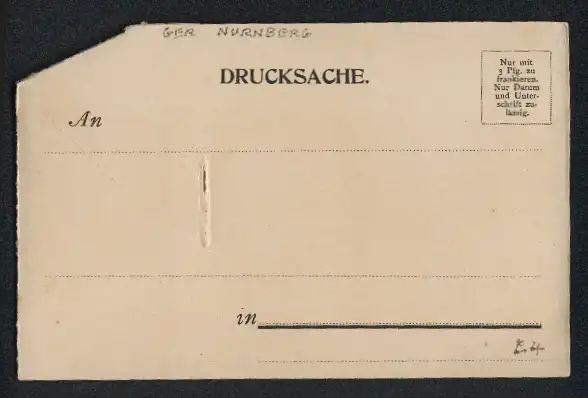 GER NURNBERG
DRUCKSACHE.
Nur mit
3 Pfg. zu
frankieren.
Nur Datum
und Unter-
schrift zu-
lässig.
An
in